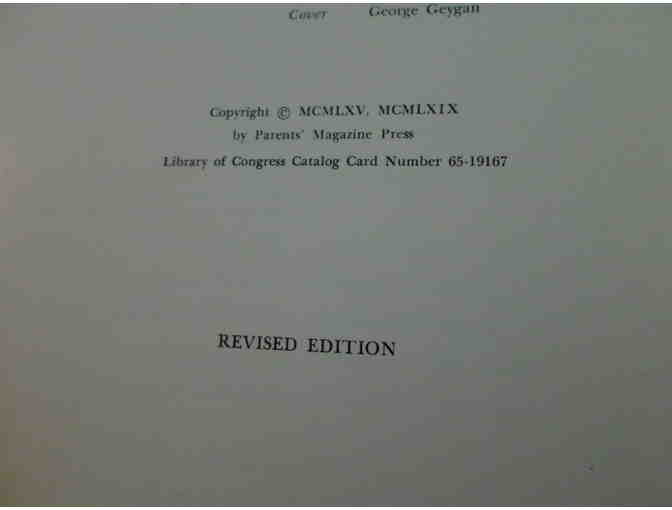 Cover George Geygan
Copyright © MCMLXV, MCMLXIX
by Parents' Magazine Press
Library of Congress Catalog Card Number 65-19167
REVISED EDITION